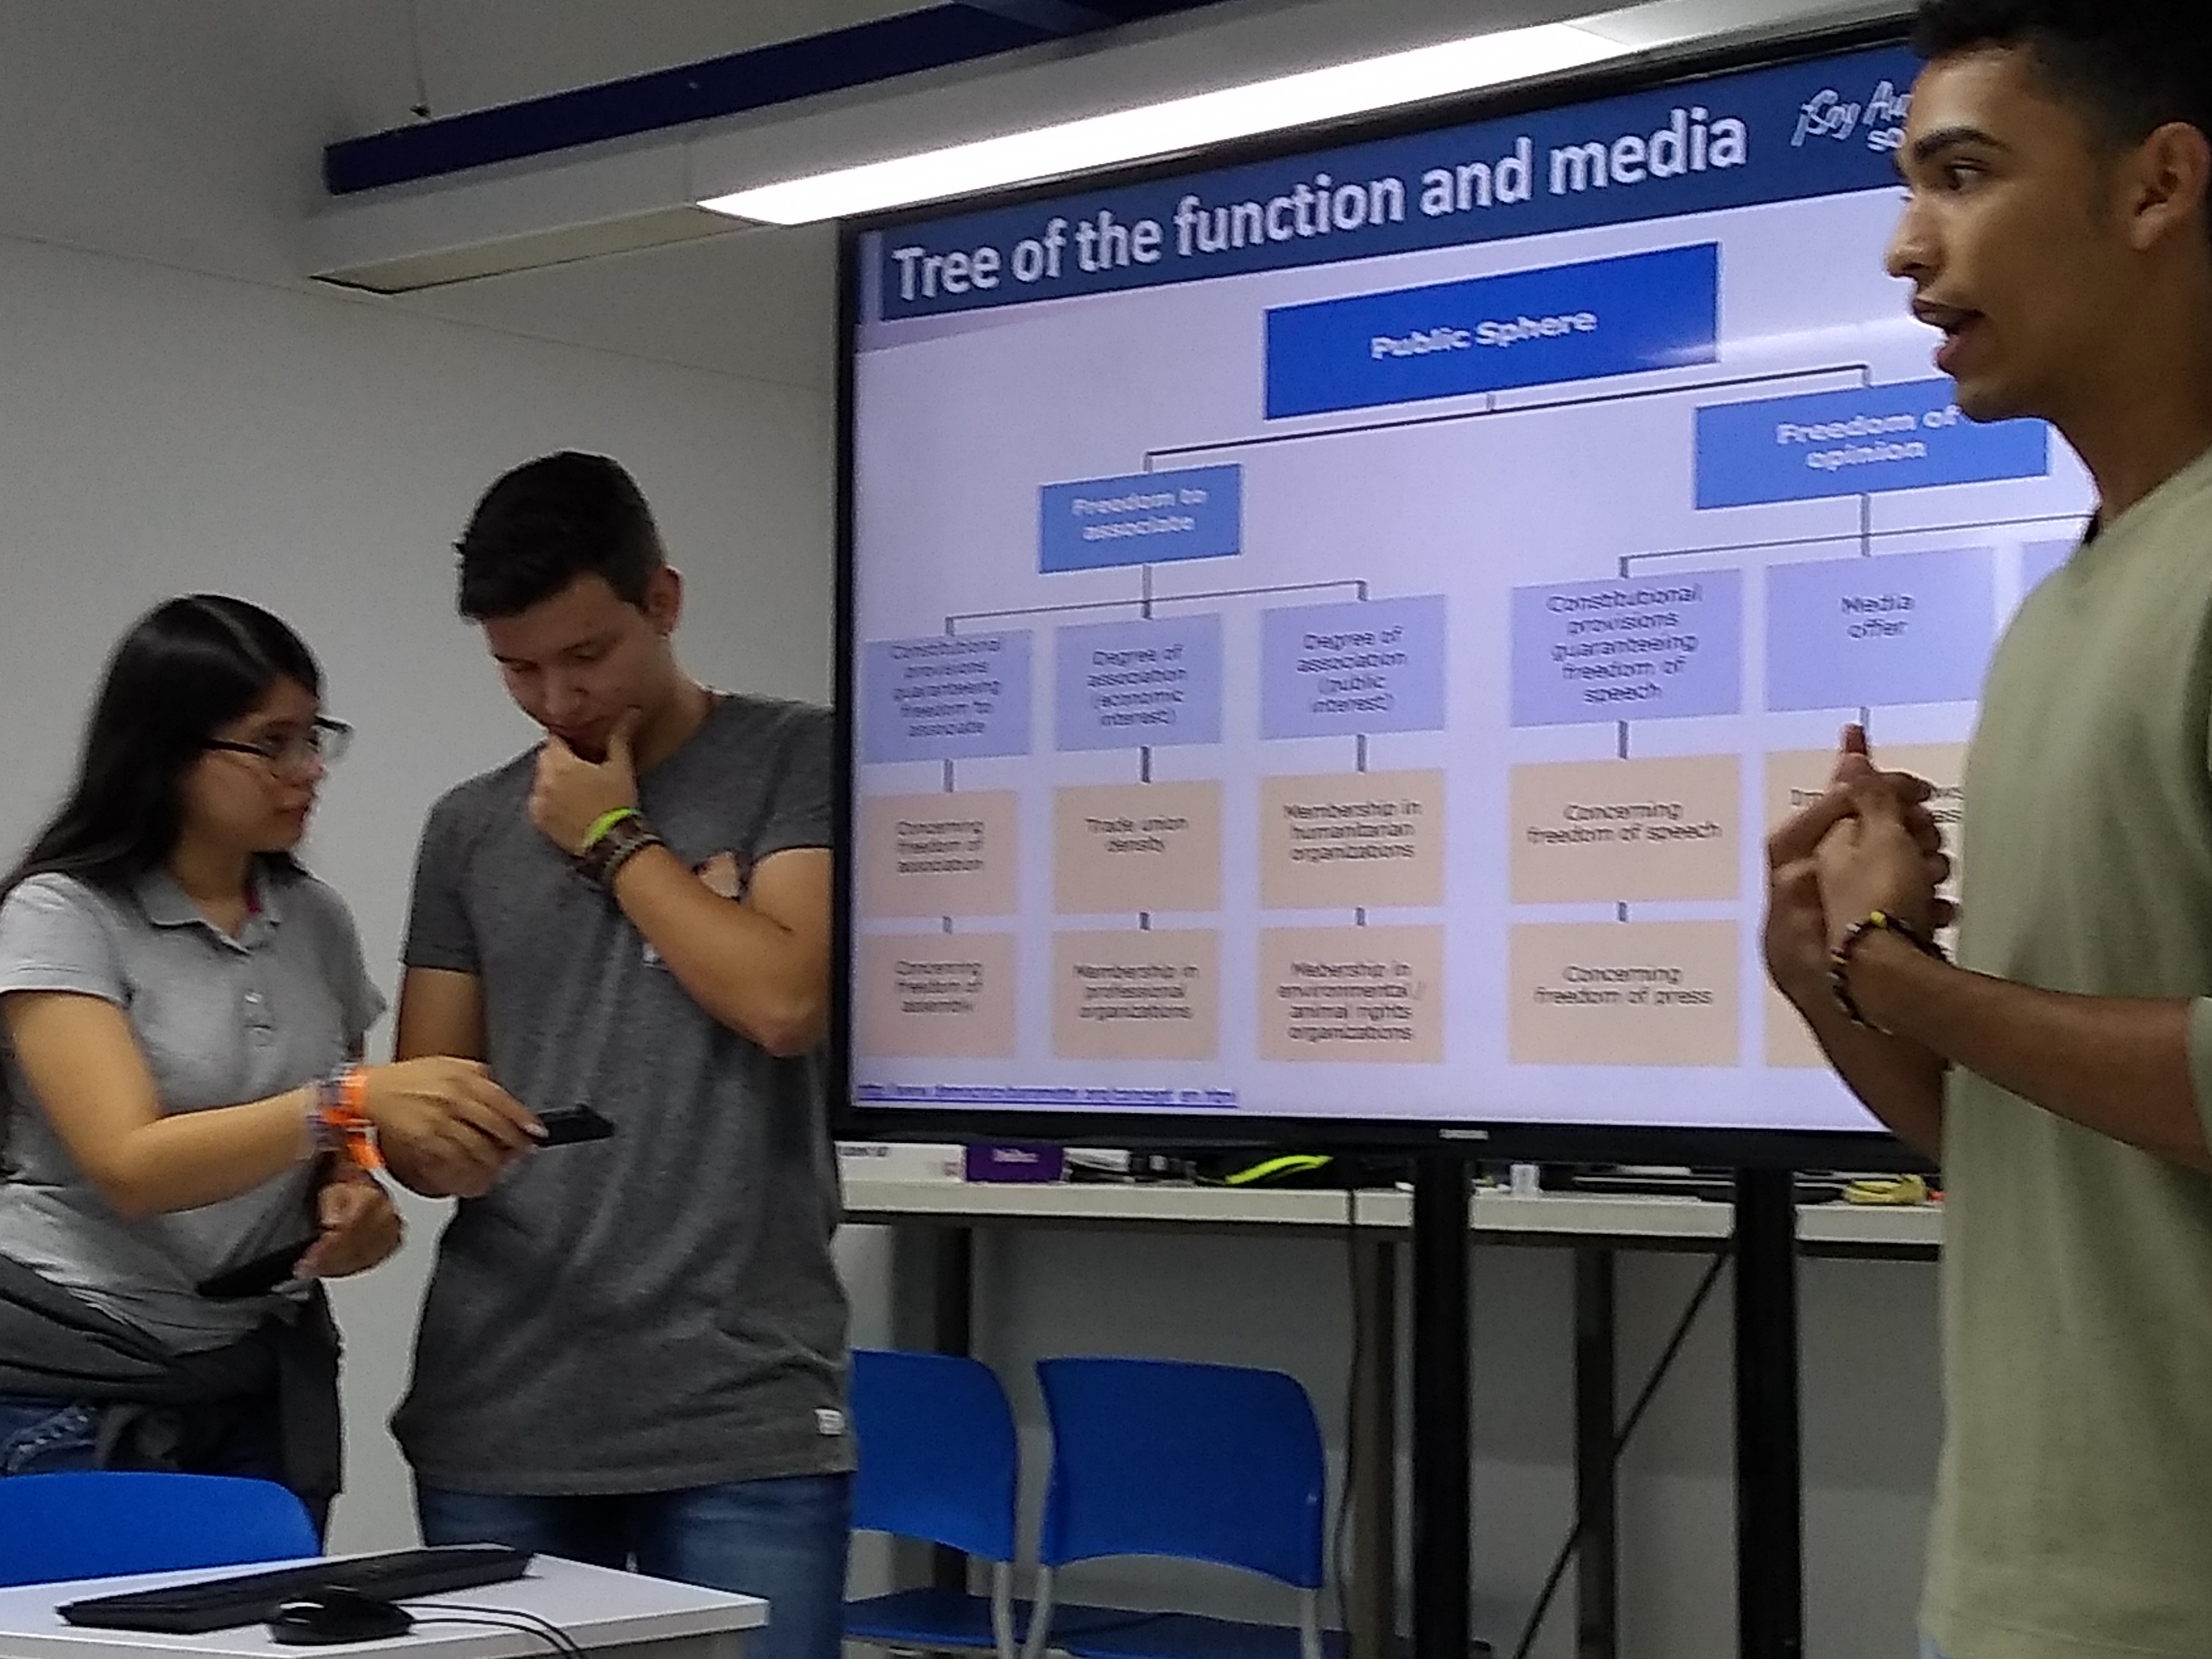 Tree of the function and media
¡Soy
Public Sphere
Freedom to
associate
Freedom of
opinion
Constitutional
provisions
guaranteeing
freedom to
associate
Degree of
association
(economic
interest)
Degree of
association
(public
interest)
Constitutional
provisions
guaranteeing
freedom of
speech
Media
offer
Concerning
freedom of
association
Trade union
density
Membership in
humanitarian
organizations
Concerning
freedom of speech
Concerning
freedom of
assembly
Membership in
professional
organizations
Mebership in
environmental /
animal rights
organizations
Concerning
freedom of press